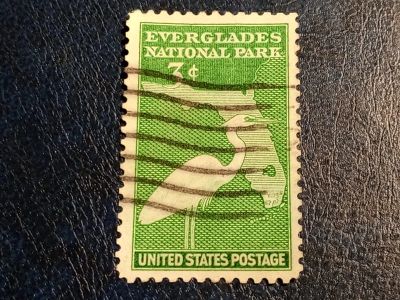 EVERGLADES
NATIONAL PARK
3¢
UNITED STATES POSTAGE